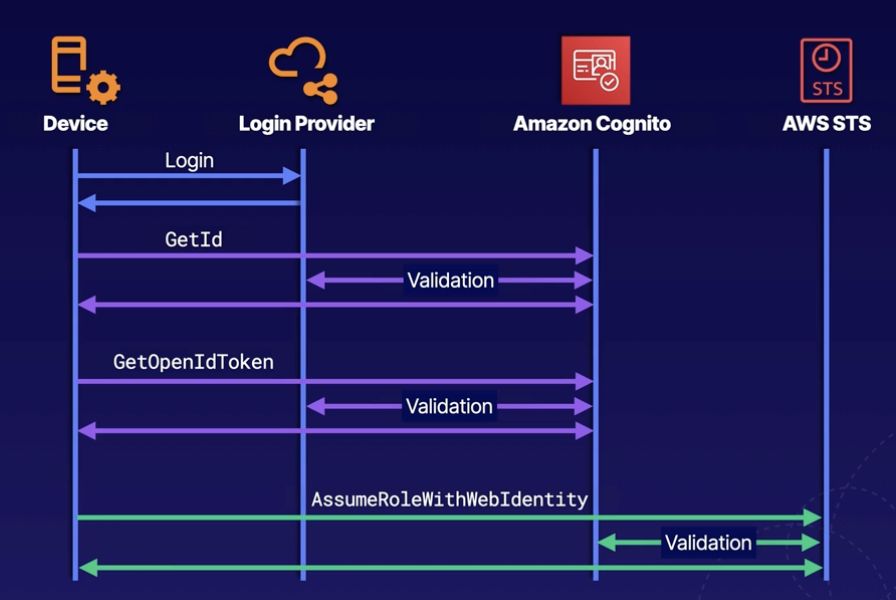 STS
Device
Login Provider
Amazon Cognito
AWS STS
Login
GetId
Validation
GetOpenIdToken
Validation
AssumeRoleWithWebIdentity
Validation